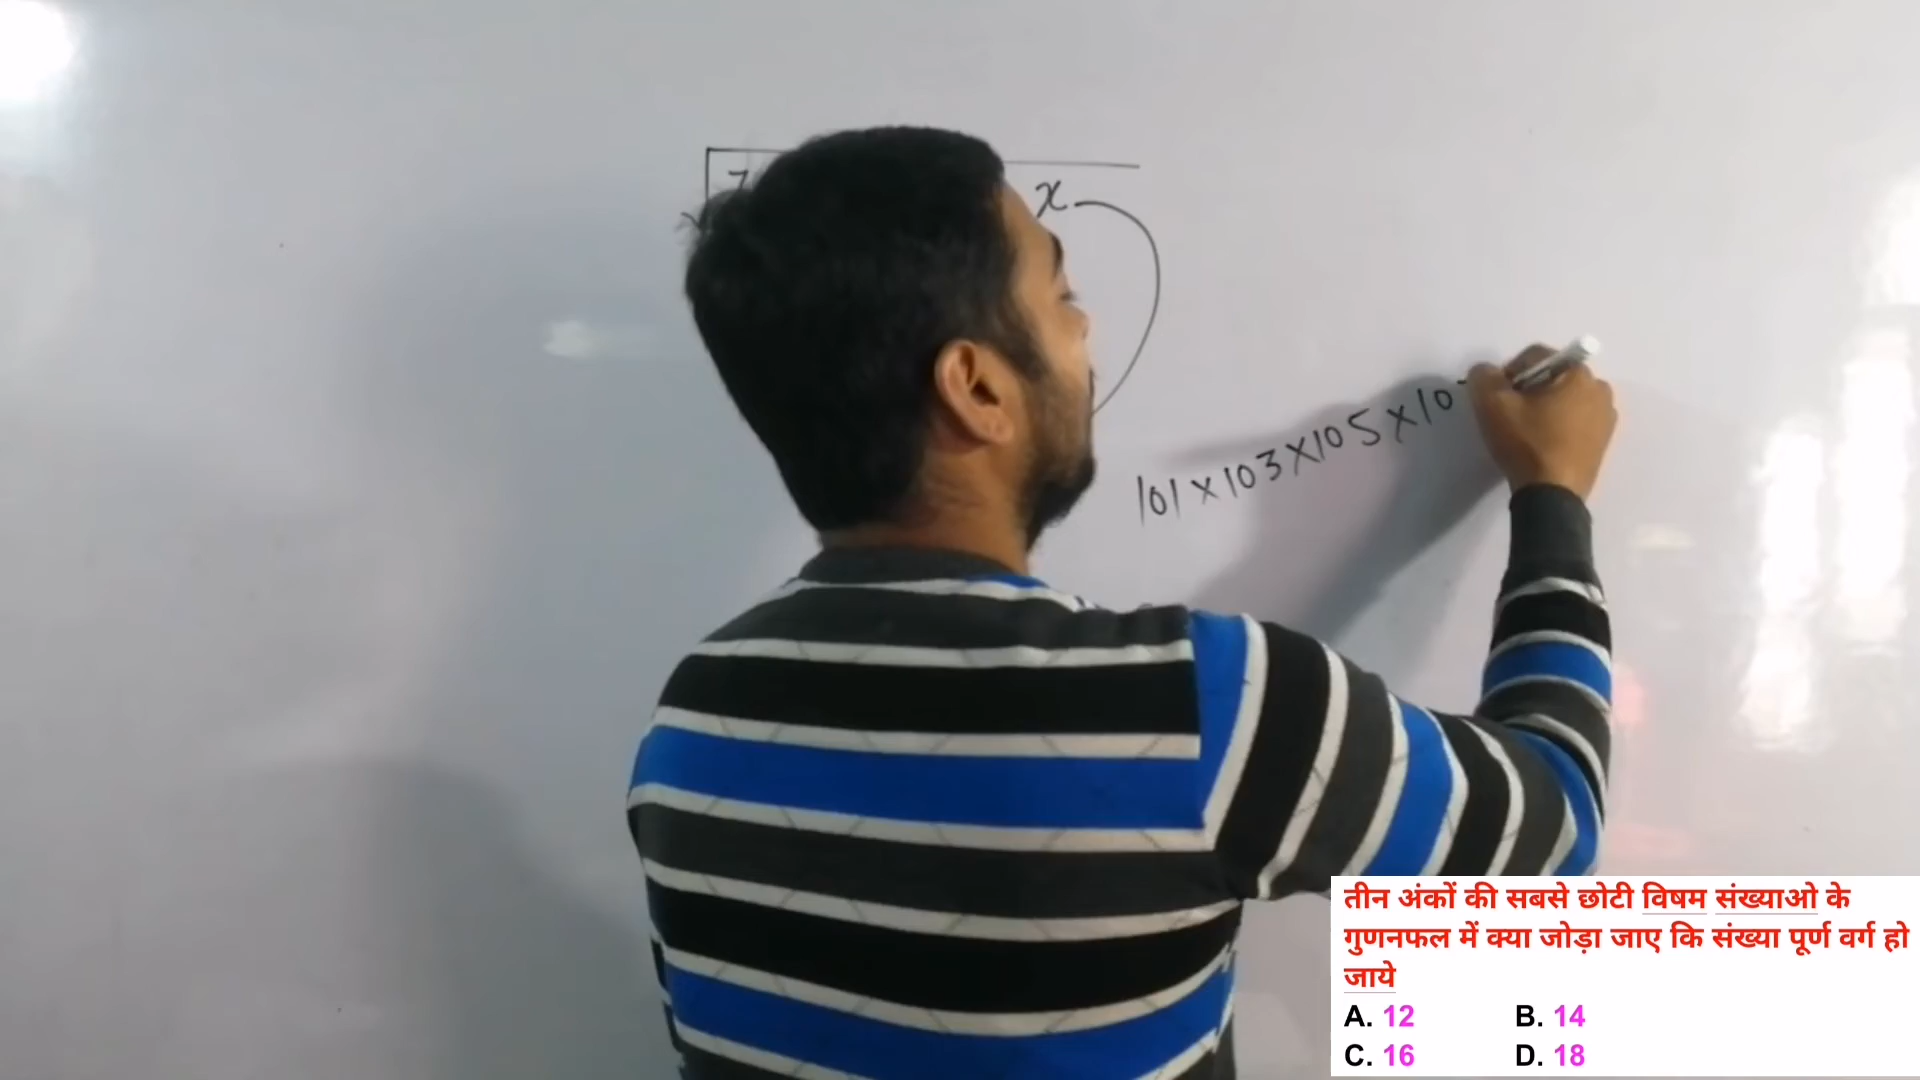 x
101 × 103 × 105 × 10
तीन अंकों की सबसे छोटी विषम संख्याओ के
गुणनफल में क्या जोड़ा जाए कि संख्या पूर्ण वर्ग हो
जाये
A. 12 B. 14
C. 16 D. 18